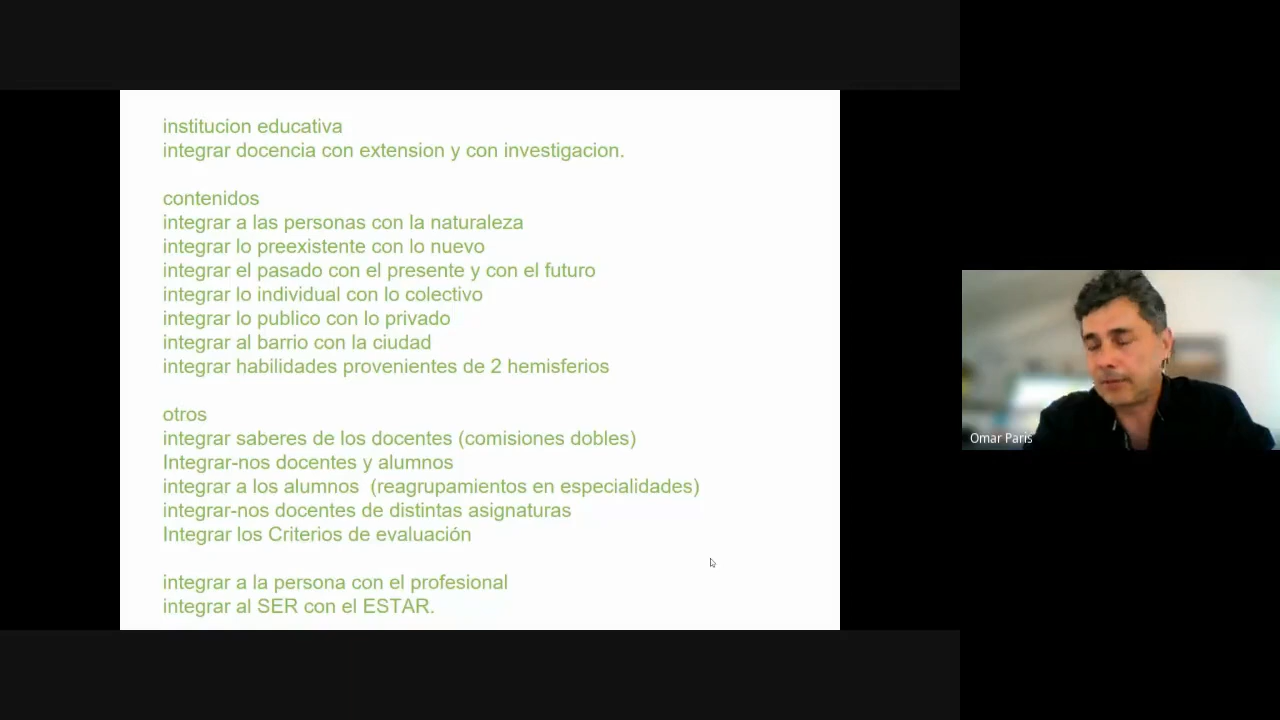 institucion educativa
integrar docencia con extension y con investigacion.
contenidos
integrar a las personas con la naturaleza
integrar lo preexistente con lo nuevo
integrar el pasado con el presente y con el futuro
integrar lo individual con lo colectivo
integrar lo publico con lo privado
integrar al barrio con la ciudad
integrar habilidades provenientes de 2 hemisferios
otros
integrar saberes de los docentes (comisiones dobles)
Integrar-nos docentes y alumnos
integrar a los alumnos  (reagrupamientos en especialidades)
integrar-nos docentes de distintas asignaturas
Integrar los Criterios de evaluación
integrar a la persona con el profesional
integrar al SER con el ESTAR.
Omar Paris